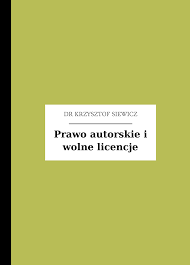 DR KRZYSZTOF SIEWICZ
Prawo autorskie i
wolne licencje